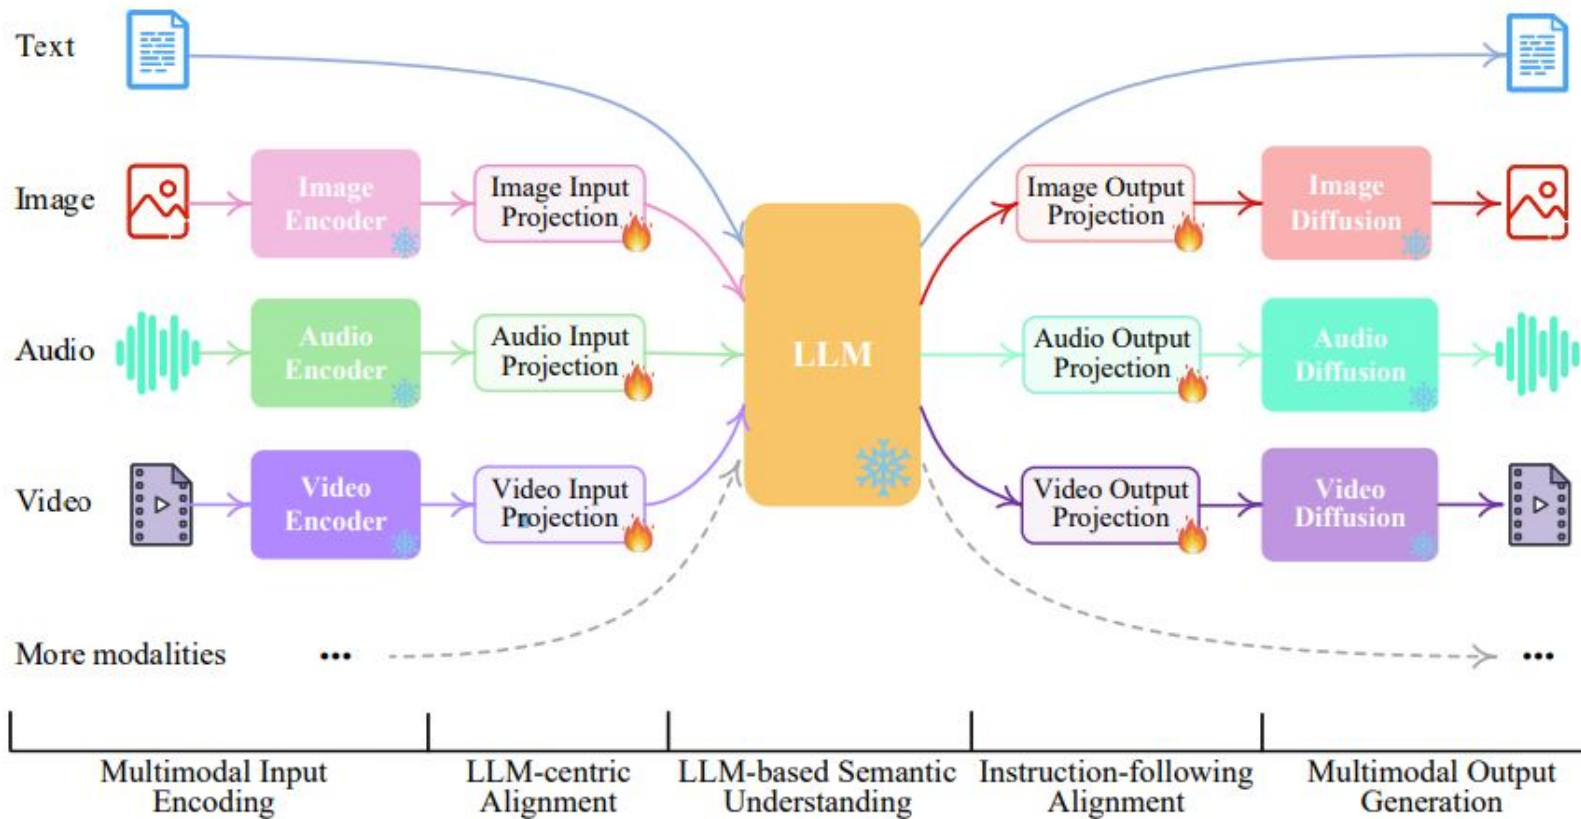 Text
Image
Image
Encoder
Image Input
Projection
Image Output
Projection
Image
Diffusion
Audio
Audio
Encoder
Audio Input
Projection
LLM
Audio Output
Projection
Audio
Diffusion
Video
Video
Encoder
Video Input
Projection
Video Output
Projection
Video
Diffusion
More modalities
...
...
Multimodal Input
Encoding
LLM-centric
Alignment
LLM-based Semantic
Understanding
Instruction-following
Alignment
Multimodal Output
Generation